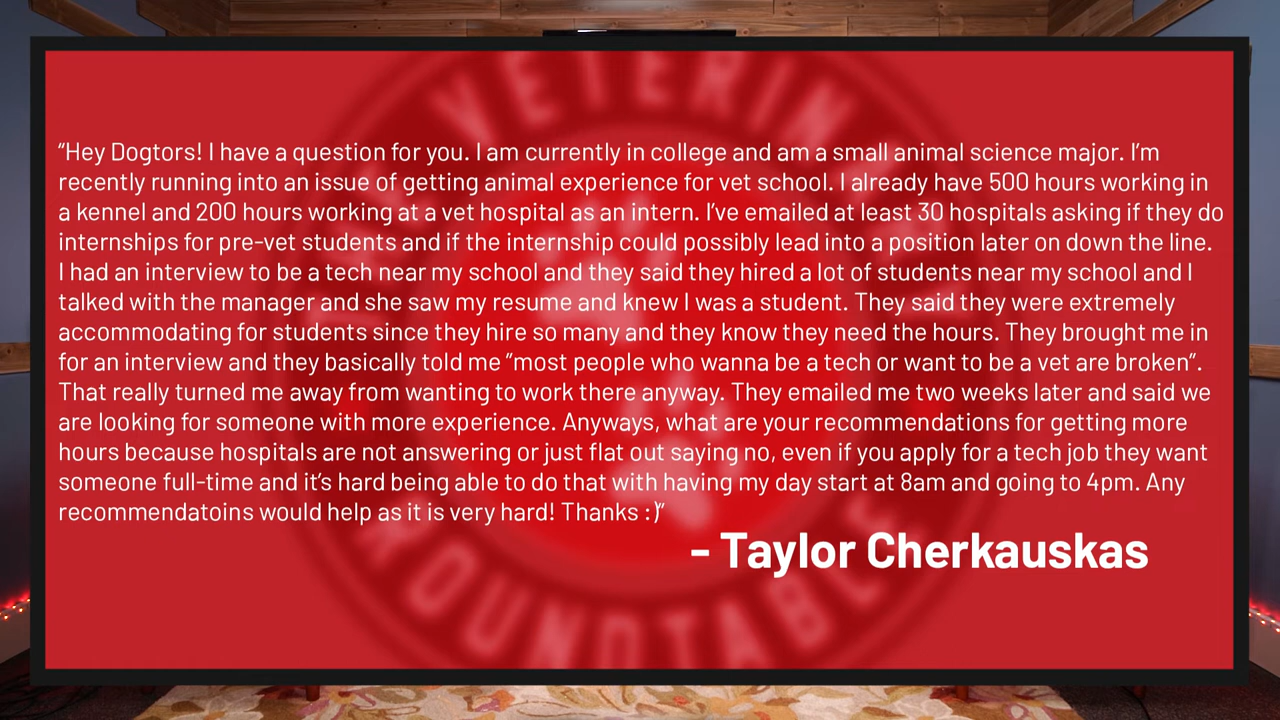 THE VETERINARY
“Hey Dogtors! I have a question for you. I am currently in college and am a small animal science major. I’m
recently running into an issue of getting animal experience for vet school. I already have 500 hours working in
a kennel and 200 hours working at a vet hospital as an intern. I’ve emailed at least 30 hospitals asking if they do
internships for pre-vet students and if the internship could possibly lead into a position later on down the line.
I had an interview to be a tech near my school and they said they hired a lot of students near my school and I
talked with the manager and she saw my resume and knew I was a student. They said they were extremely
accommodating for students since they hire so many and they know they need the hours. They brought me in
for an interview and they basically told me “most people who wanna be a tech or want to be a vet are broken”.
That really turned me away from wanting to work there anyway. They emailed me two weeks later and said we
are looking for someone with more experience. Anyways, what are your recommendations for getting more
hours because hospitals are not answering or just flat out saying no, even if you apply for a tech job they want
someone full-time and it’s hard being able to do that with having my day start at 8am and going to 4pm. Any
recommendatoins would help as it is very hard! Thanks :)”
- Taylor Cherkauskas
ROUNDTABLE